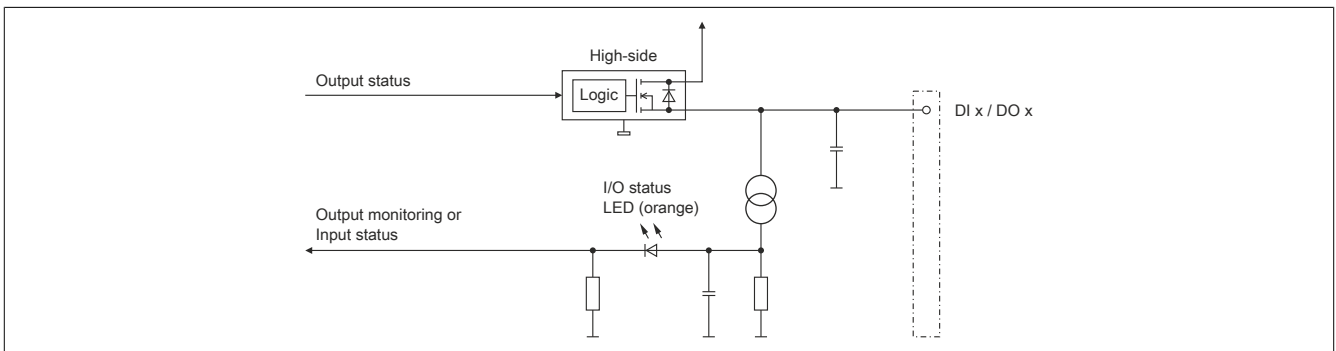 High-side
Output status
Logic
DI x / DO x
I/O status
LED (orange)
Output monitoring or
Input status